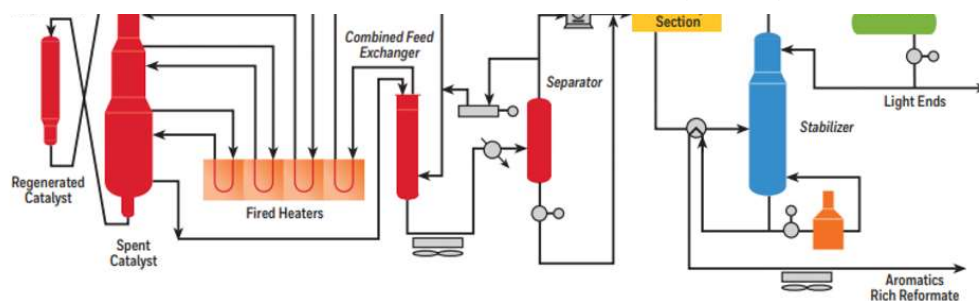 Section
Combined Feed
Exchanger
Separator
Light Ends
Stabilizer
Regenerated
Catalyst
Fired Heaters
Spent
Catalyst
Aromatics
Rich Reformate